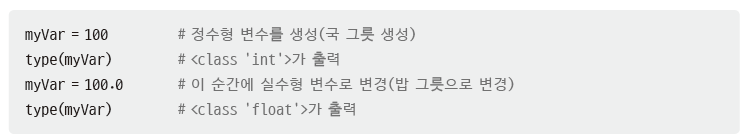 myVar = 100 # 정수형 변수를 생성(국 그릇 생성)
type(myVar) # <class 'int'>가 출력
myVar = 100.0 # 이 순간에 실수형 변수로 변경(밥 그릇으로 변경)
type(myVar) # <class 'float'>가 출력